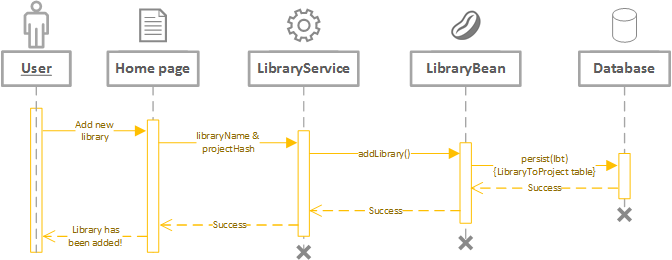 User
Home page
LibraryService
LibraryBean
Database
Add new
library
libraryName &
projectHash
addLibrary()
persist(lbt)
{LibraryToProject table}
Success
Success
Success
Library has
been added!